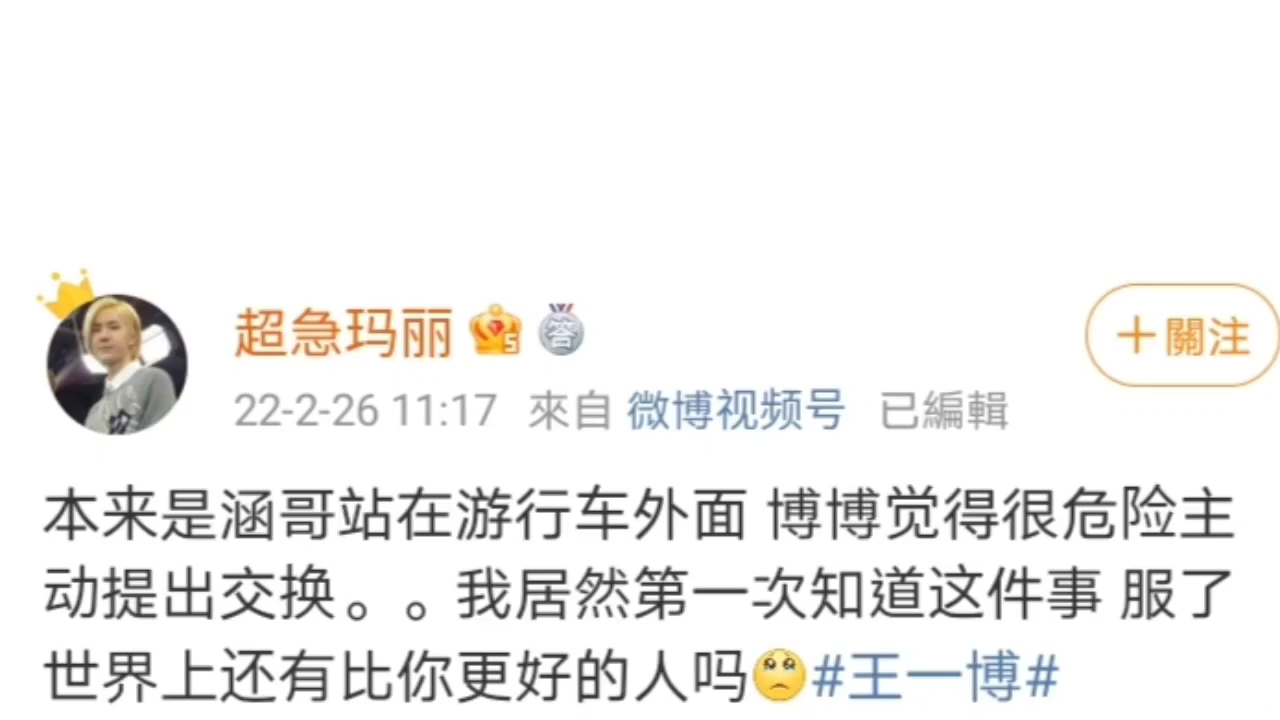 超急玛丽 5 答
+關注
22-2-26 11:17 來自 微博视频号 已編輯
本来是涵哥站在游行车外面 博博觉得很危险主
动提出交换。。我居然第一次知道这件事 服了
世界上还有比你更好的人吗🥺#王一博#